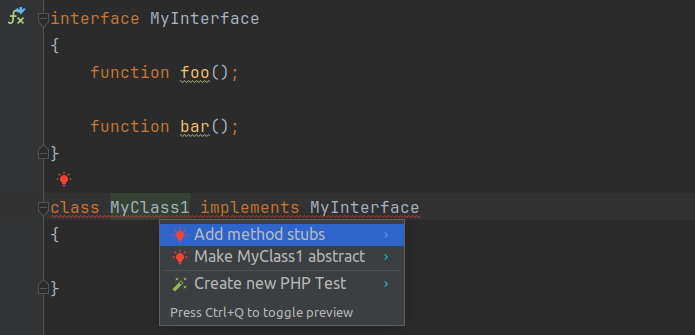 interface MyInterface
{
function foo();
function bar();
}
class MyClass1 implements MyInterface
{
Add method stubs
Make MyClass1 abstract
Create new PHP Test
}
Press Ctrl+Q to toggle preview